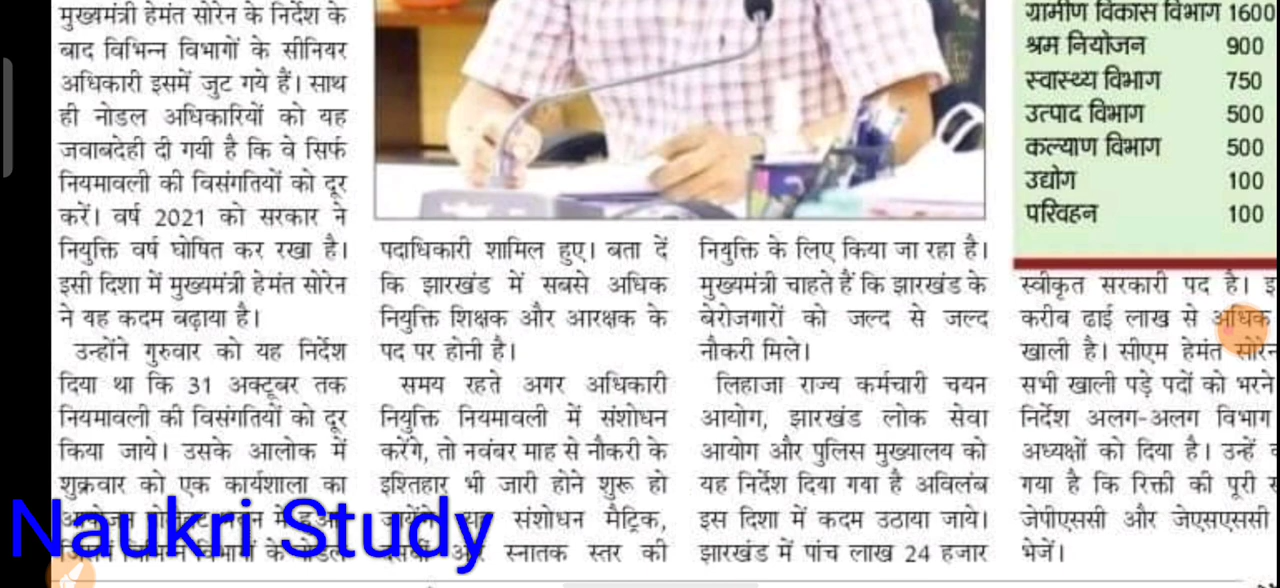 मुख्यमंत्री हेमंत सोरेन के निर्देश के
बाद विभिन्न विभागों के सीनियर
अधिकारी इसमें जुट गये हैं। साथ
ही नोडल अधिकारियों को यह
जवाबदेही दी गयी है कि वे सिर्फ
नियमावली की विसंगतियों को दूर
करें। वर्ष 2021 को सरकार ने
नियुक्ति वर्ष घोषित कर रखा है।
इसी दिशा में मुख्यमंत्री हेमंत सोरेन
ने यह कदम बढ़ाया है।
उन्होंने गुरुवार को यह निर्देश
दिया था कि 31 अक्टूबर तक
नियमावली की विसंगतियों को दूर
किया जाये। उसके आलोक में
शुक्रवार को एक कार्यशाला का
पदाधिकारी शामिल हुए। बता दें
कि झारखंड में सबसे अधिक
नियुक्ति शिक्षक और आरक्षक के
पद पर होनी है।
समय रहते अगर अधिकारी
नियुक्ति नियमावली में संशोधन
करेंगे, तो नवंबर माह से नौकरी के
इश्तिहार भी जारी होने शुरू हो
संशोधन मैट्रिक,
स्नातक स्तर की
नियुक्ति के लिए किया जा रहा है।
मुख्यमंत्री चाहते हैं कि झारखंड के
बेरोजगारों को जल्द से जल्द
नौकरी मिले।
लिहाजा राज्य कर्मचारी चयन
आयोग, झारखंड लोक सेवा
आयोग और पुलिस मुख्यालय को
यह निर्देश दिया गया है अविलंब
इस दिशा में कदम उठाया जाये।
झारखंड में पांच लाख 24 हजार
ग्रामीण विकास विभाग 1600
श्रम नियोजन 900
स्वास्थ्य विभाग 750
उत्पाद विभाग 500
कल्याण विभाग 500
उद्योग 100
परिवहन 100
स्वीकृत सरकारी पद है।
करीब ढाई लाख से अधिक
खाली है। सीएम हेमंत सोरेन
सभी खाली पड़े पदों को भरने
निर्देश अलग-अलग विभाग
अध्यक्षों को दिया है। उन्हें
गया है कि रिक्ती की पूरी
जेपीएससी और जेएसएससी
भेजें।
Naukri Study